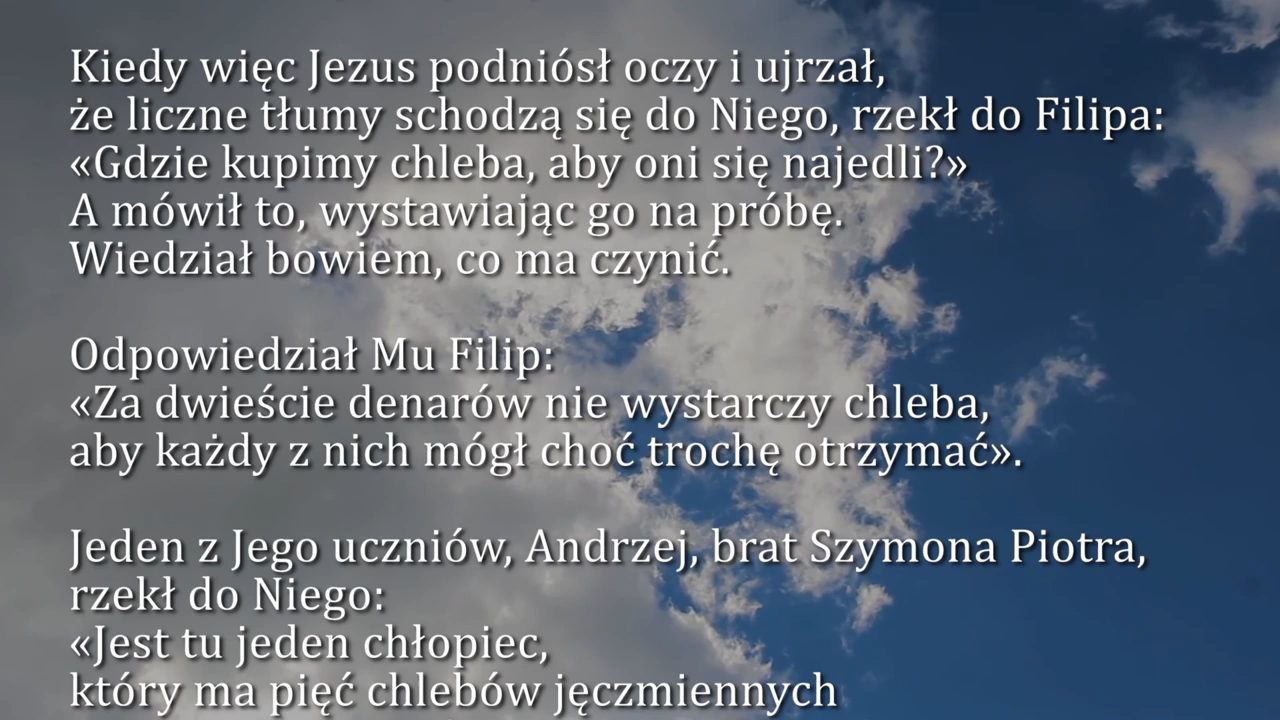 Kiedy więc Jezus podniósł oczy i ujrzał,
że liczne tłumy schodzą się do Niego, rzekł do Filipa:
«Gdzie kupimy chleba, aby oni się najedli?»
A mówił to, wystawiając go na próbę.
Wiedział bowiem, co ma czynić.
Odpowiedział Mu Filip:
«Za dwieście denarów nie wystarczy chleba,
aby każdy z nich mógł choć trochę otrzymać».
Jeden z Jego uczniów, Andrzej, brat Szymona Piotra,
rzekł do Niego:
«Jest tu jeden chłopiec,
który ma pięć chlebów jęczmiennych